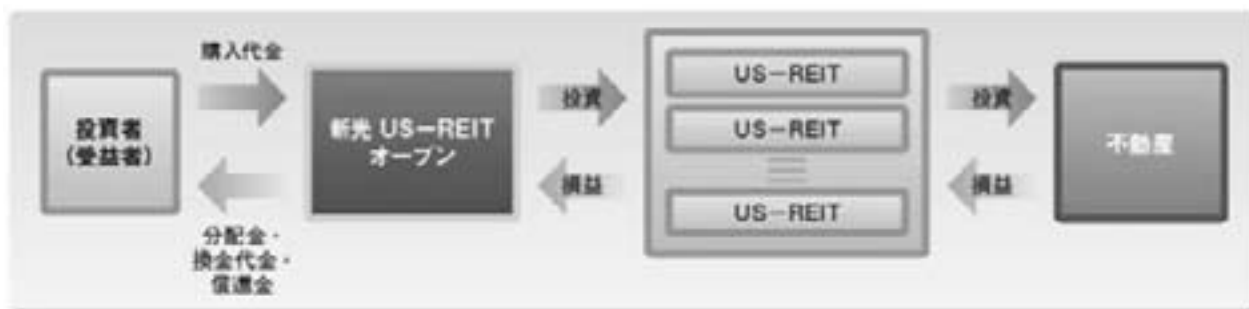 購入代金
投資者
(受益者)
分配金・
換金代金・
償還金
新光 US-REIT
オープン
投資
損益
US-REIT
US-REIT
US-REIT
投資
損益
不動産